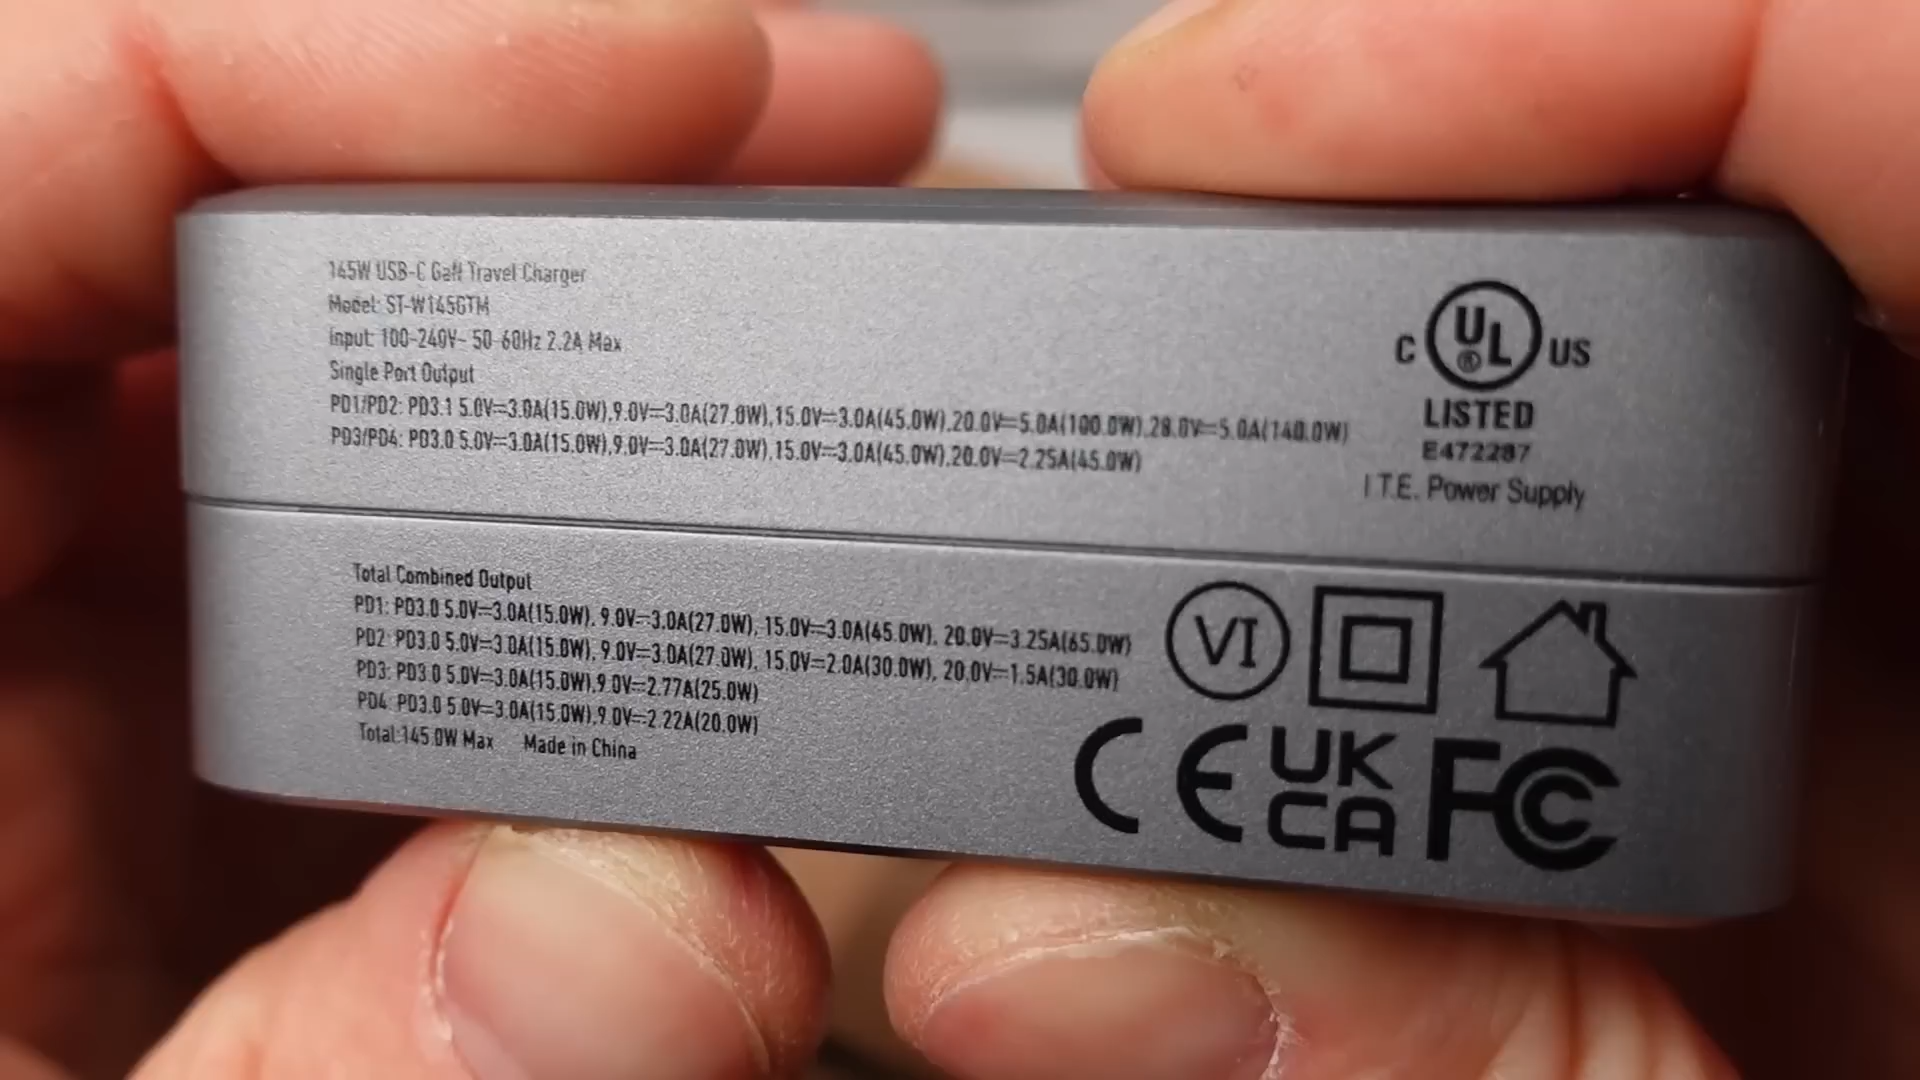 145W USB-C GaN Travel Charger
Model: ST-W145GTM
Input: 100-240V~ 50-60Hz 2.2A Max
Single Port Output
PD1/PD2: PD3.1 5.0V⎓3.0A(15.0W),9.0V⎓3.0A(27.0W),15.0V⎓3.0A(45.0W),20.0V⎓5.0A(100.0W),28.0V⎓5.0A(140.0W)
PD3/PD4: PD3.0 5.0V⎓3.0A(15.0W),9.0V⎓3.0A(27.0W),15.0V⎓3.0A(45.0W),20.0V⎓2.25A(45.0W)
C UL ® US
LISTED
E472287
I.T.E. Power Supply
Total Combined Output
PD1: PD3.0 5.0V⎓3.0A(15.0W), 9.0V⎓3.0A(27.0W), 15.0V⎓3.0A(45.0W), 20.0V⎓3.25A(65.0W)
PD2: PD3.0 5.0V⎓3.0A(15.0W), 9.0V⎓3.0A(27.0W), 15.0V⎓2.0A(30.0W), 20.0V⎓1.5A(30.0W)
PD3: PD3.0 5.0V⎓3.0A(15.0W),9.0V⎓2.77A(25.0W)
PD4: PD3.0 5.0V⎓3.0A(15.0W),9.0V⎓2.22A(20.0W)
Total:145.0W Max Made in China
VI
CE UK CA FC